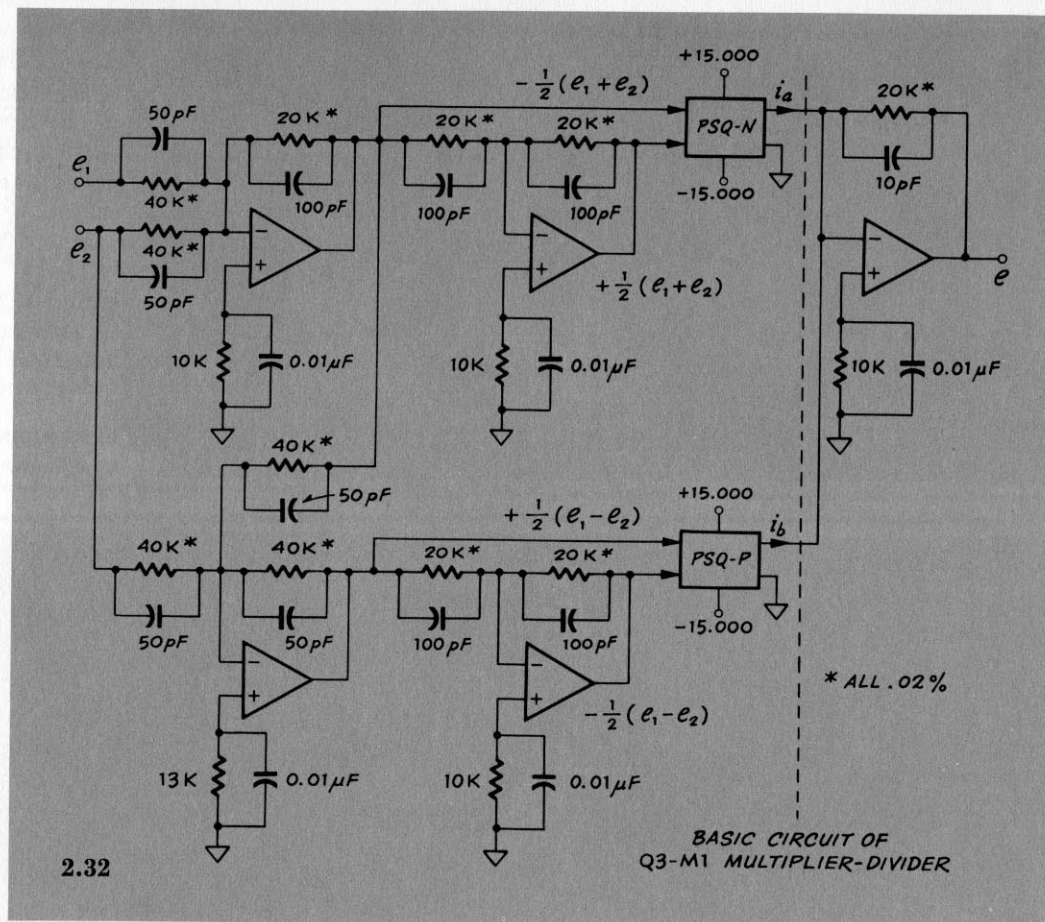 +15.000
-½(e₁+e₂)
iₐ
50pF
20K*
20K*
20K*
PSQ-N
20K*
e₁
40K*
100pF
100pF
100pF
-15.000
10pF
e₂
40K*
50pF
−
+
−
+
+½(e₁+e₂)
−
+
e
10K
0.01µF
10K
0.01µF
10K
0.01µF
40K*
50pF
+15.000
+½(e₁-e₂)
i_b
40K*
40K*
20K*
20K*
PSQ-P
50pF
50pF
100pF
100pF
-15.000
−
+
−
+
-½(e₁-e₂)
* ALL .02%
13K
0.01µF
10K
0.01µF
BASIC CIRCUIT OF
Q3-M1 MULTIPLIER-DIVIDER
2.32